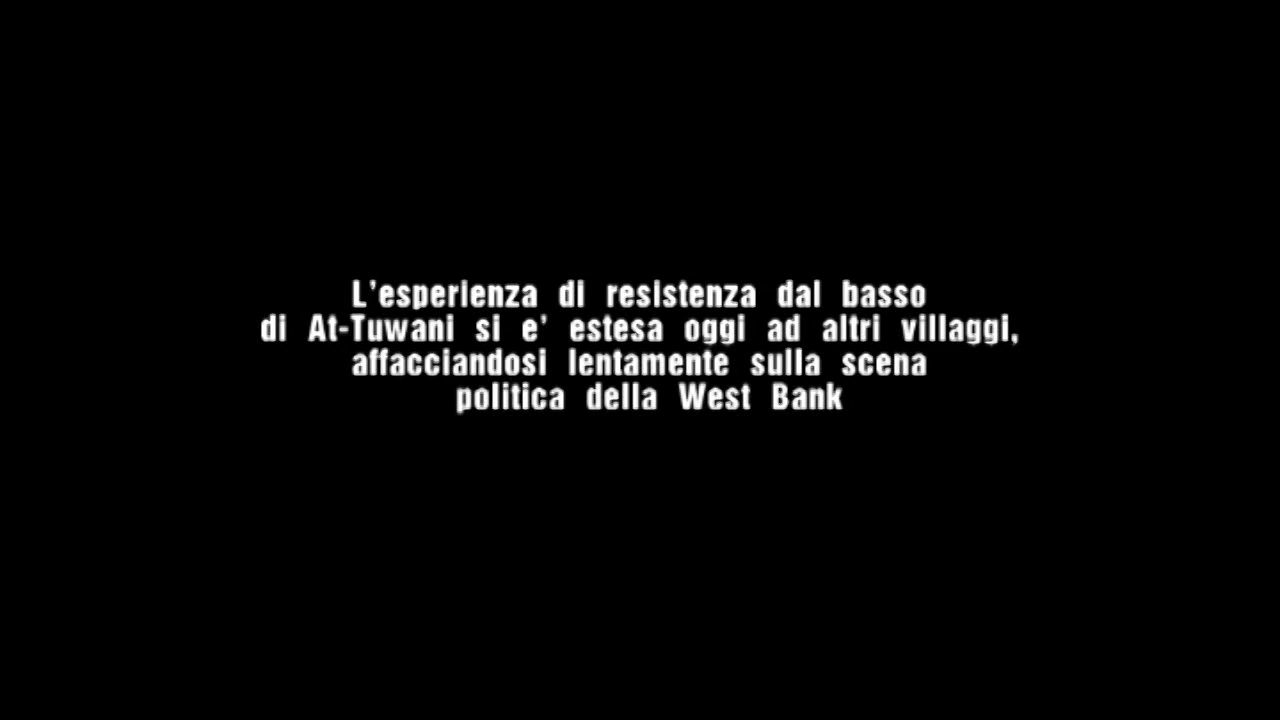 L'esperienza di resistenza dal basso
di At-Tuwani si e' estesa oggi ad altri villaggi,
affacciandosi lentamente sulla scena
politica della West Bank